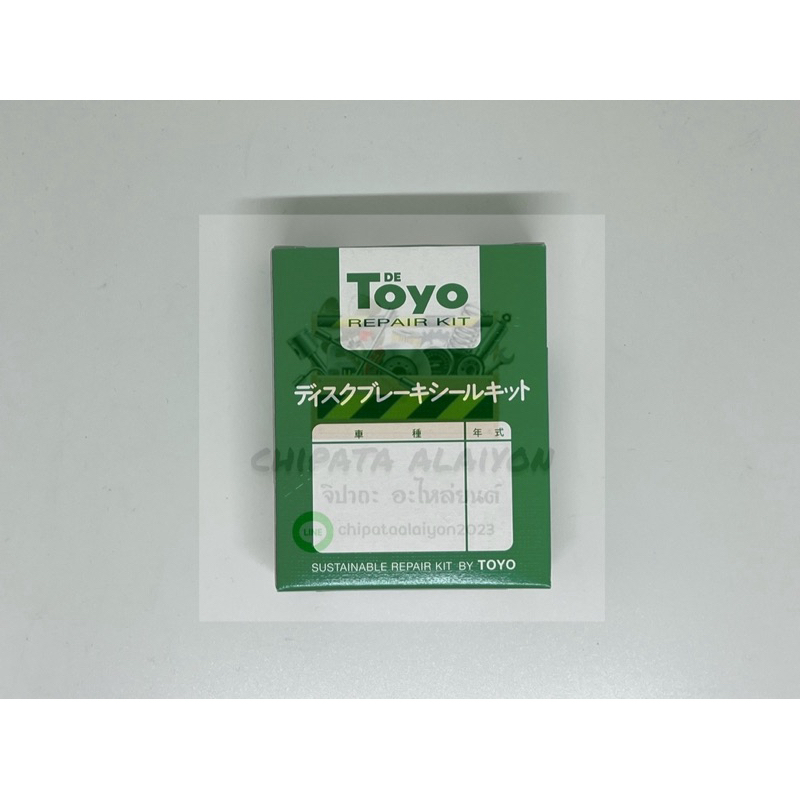 DE
Toyo
REPAIR KIT
ディスクブレーキシールキット
車 種 年 式
CHIPATA ALAIYON
จิปาถะ อะไหล่ยนต์
LINE chipataalaiyon2023
SUSTAINABLE REPAIR KIT BY TOYO